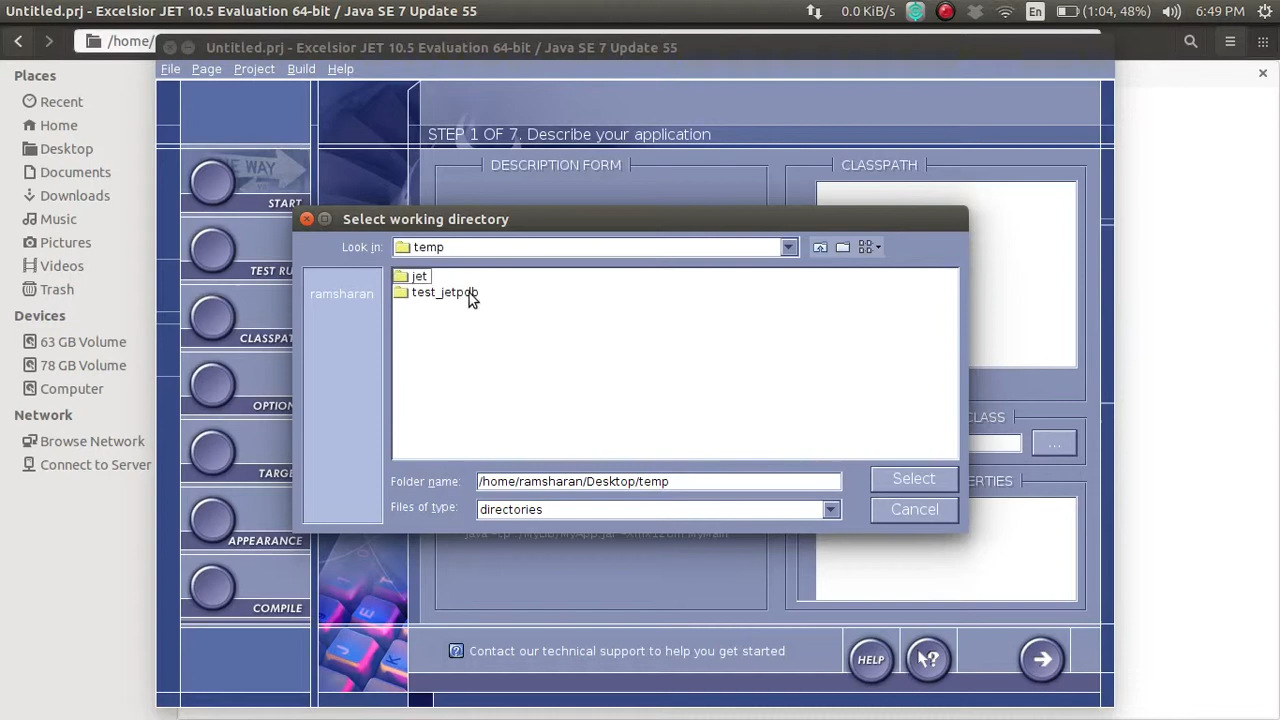 Untitled.prj - Excelsior JET 10.5 Evaluation 64-bit / Java SE 7 Update 55
0.0 KiB/s
En
(1:04, 48%)
6:49 PM
/home/
Untitled.prj - Excelsior JET 10.5 Evaluation 64-bit / Java SE 7 Update 55
File Page Project Build Help
Places
Recent
Home
Desktop
Documents
Downloads
Music
Pictures
Videos
Trash
Devices
63 GB Volume
78 GB Volume
Computer
Network
Browse Network
Connect to Server
STEP 1 OF 7. Describe your application
DESCRIPTION FORM
CLASSPATH
START
TEST RU
CLASSPAT
OPTION
TARGE
APPEARANCE
COMPILE
Select working directory
Look in:
temp
ramsharan
jet
test_jetpdb
Folder name:
/home/ramsharan/Desktop/temp
Select
Files of type:
directories
Cancel
CLASS
...
ERTIES
Contact our technical support to help you get started
HELP